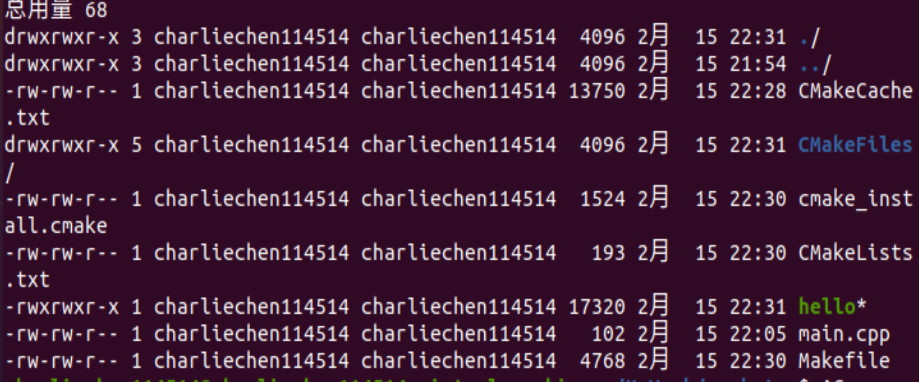 总用量 68
drwxrwxr-x 3 charliechen114514 charliechen114514  4096 2月  15 22:31 ./
drwxrwxr-x 3 charliechen114514 charliechen114514  4096 2月  15 21:54 ../
-rw-rw-r-- 1 charliechen114514 charliechen114514 13750 2月  15 22:28 CMakeCache
.txt
drwxrwxr-x 5 charliechen114514 charliechen114514  4096 2月  15 22:31 CMakeFiles
/
-rw-rw-r-- 1 charliechen114514 charliechen114514  1524 2月  15 22:30 cmake_inst
all.cmake
-rw-rw-r-- 1 charliechen114514 charliechen114514   193 2月  15 22:30 CMakeLists
.txt
-rwxrwxr-x 1 charliechen114514 charliechen114514 17320 2月  15 22:31 hello*
-rw-rw-r-- 1 charliechen114514 charliechen114514   102 2月  15 22:05 main.cpp
-rw-rw-r-- 1 charliechen114514 charliechen114514  4768 2月  15 22:30 Makefile